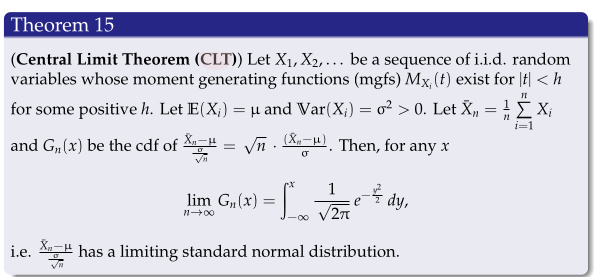 Theorem 15
(Central Limit Theorem (CLT)) Let $X_1, X_2, \ldots$ be a sequence of i.i.d. random
variables whose moment generating functions (mgfs) $M_{X_i}(t)$ exist for $|t| < h$
for some positive $h$. Let $\mathbb{E}(X_i) = \mu$ and $\mathbb{V}\mathrm{ar}(X_i) = \sigma^2 > 0$. Let $\bar{X}_n = \frac{1}{n} \sum\limits_{i=1}^{n} X_i$
and $G_n(x)$ be the cdf of $\frac{\bar{X}_n - \mu}{\frac{\sigma}{\sqrt{n}}} = \sqrt{n} \cdot \frac{(\bar{X}_n - \mu)}{\sigma}$. Then, for any $x$
$\lim_{n \to \infty} G_n(x) = \int_{-\infty}^{x} \frac{1}{\sqrt{2\pi}} e^{-\frac{y^2}{2}} \, dy,$
i.e. $\frac{\bar{X}_n - \mu}{\frac{\sigma}{\sqrt{n}}}$ has a limiting standard normal distribution.